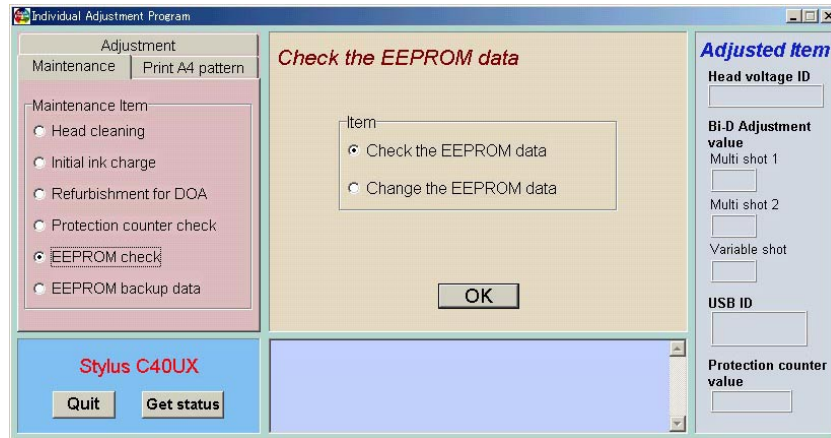 Individual Adjustment Program
Adjustment
Maintenance
Print A4 pattern
Maintenance Item
Head cleaning
Initial ink charge
Refurbishment for DOA
Protection counter check
EEPROM check
EEPROM backup data
Stylus C40UX
Quit
Get status
Check the EEPROM data
Item
Check the EEPROM data
Change the EEPROM data
OK
Adjusted Item
Head voltage ID
Bi-D Adjustment
value
Multi shot 1
Multi shot 2
Variable shot
USB ID
Protection counter
value